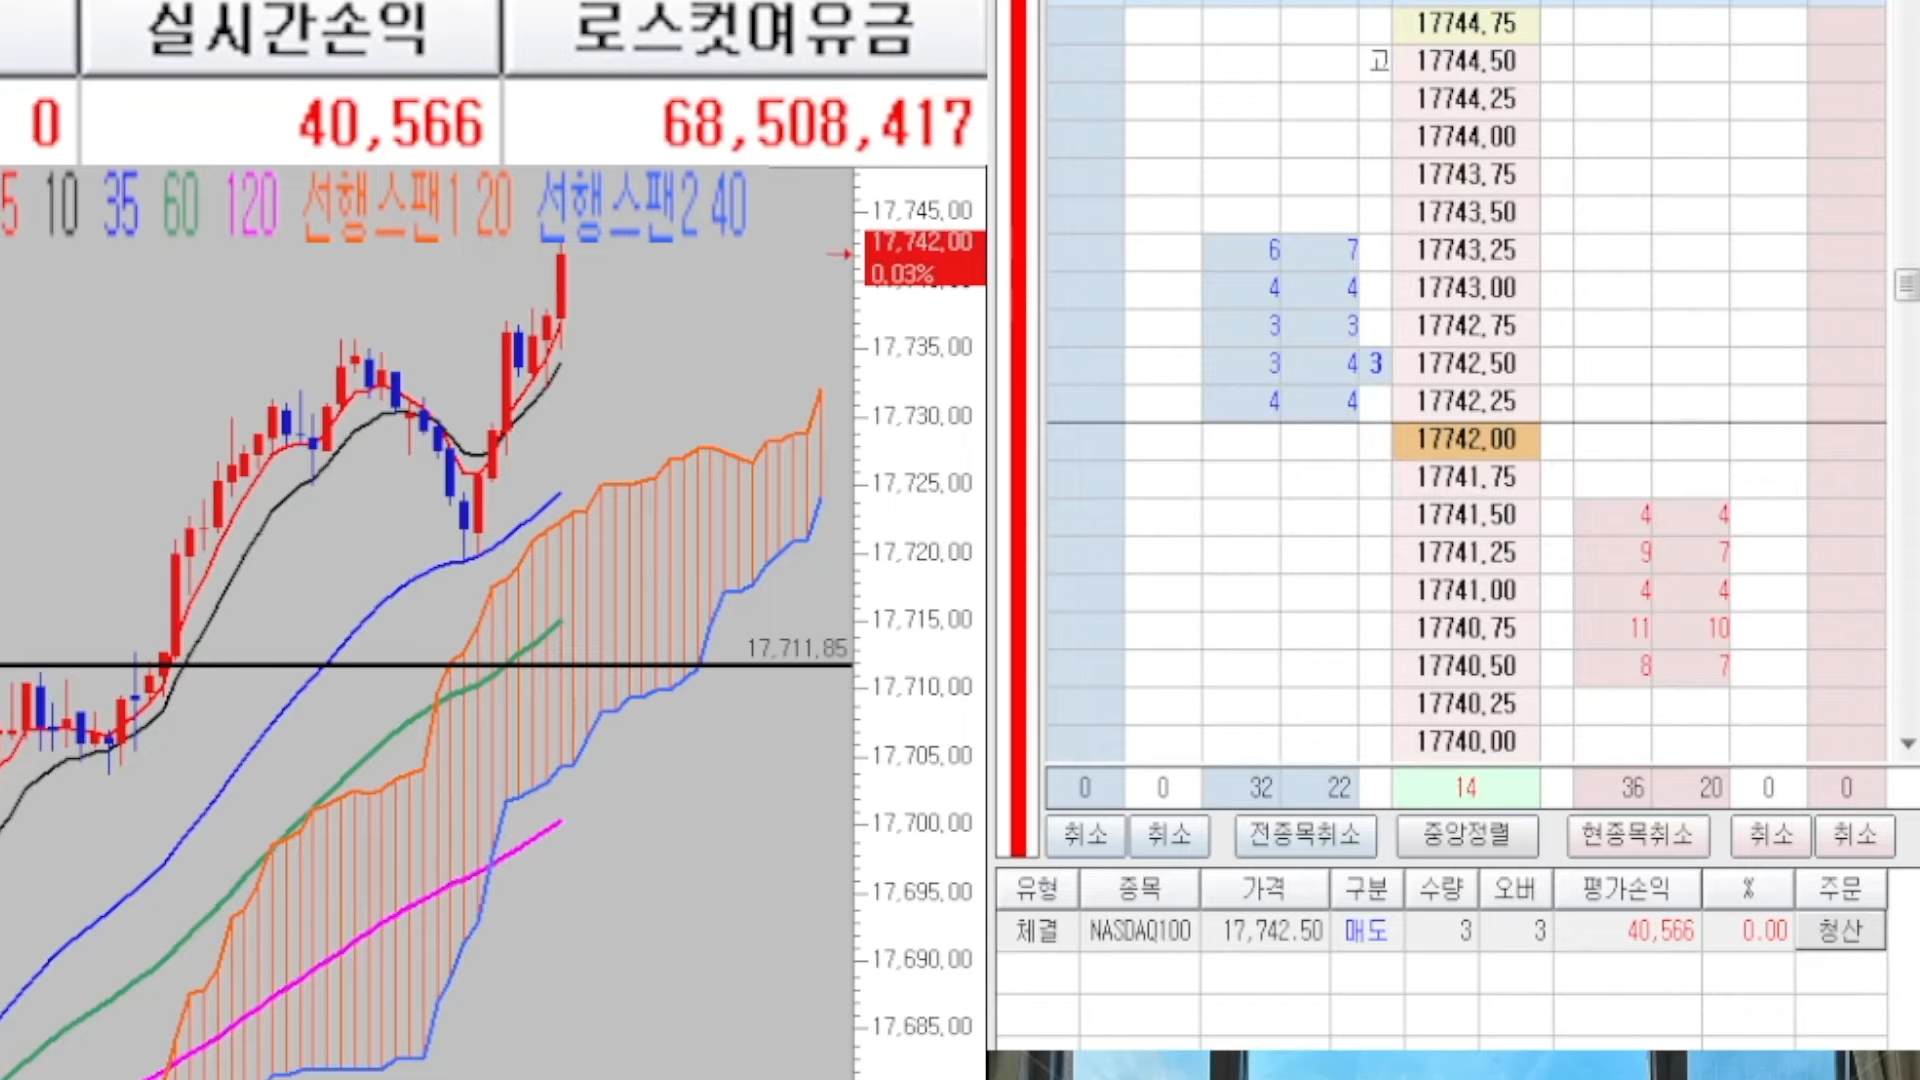 실시간손익 로스컷여유금
0 40,566 68,508,417
5 10 35 60 120 선행스팬1 20 선행스팬2 40
17,745.00
17,742.00
0.03%
17,735.00
17,730.00
17,725.00
17,720.00
17,715.00
17,711.85
17,710.00
17,705.00
17,700.00
17,695.00
17,690.00
17,685.00
17744.75
고 17744.50
17744.25
17744.00
17743.75
17743.50
6 7 17743.25
4 4 17743.00
3 3 17742.75
3 4 3 17742.50
4 4 17742.25
17742.00
17741.75
17741.50 4 4
17741.25 9 7
17741.00 4 4
17740.75 11 10
17740.50 8 7
17740.25
17740.00
0 0 32 22 14 36 20 0 0
취소 취소 전종목취소 중앙정렬 현종목취소 취소 취소
유형 종목 가격 구분 수량 오버 평가손익 % 주문
체결 NASDAQ100 17,742.50 매도 3 3 40,566 0.00 청산